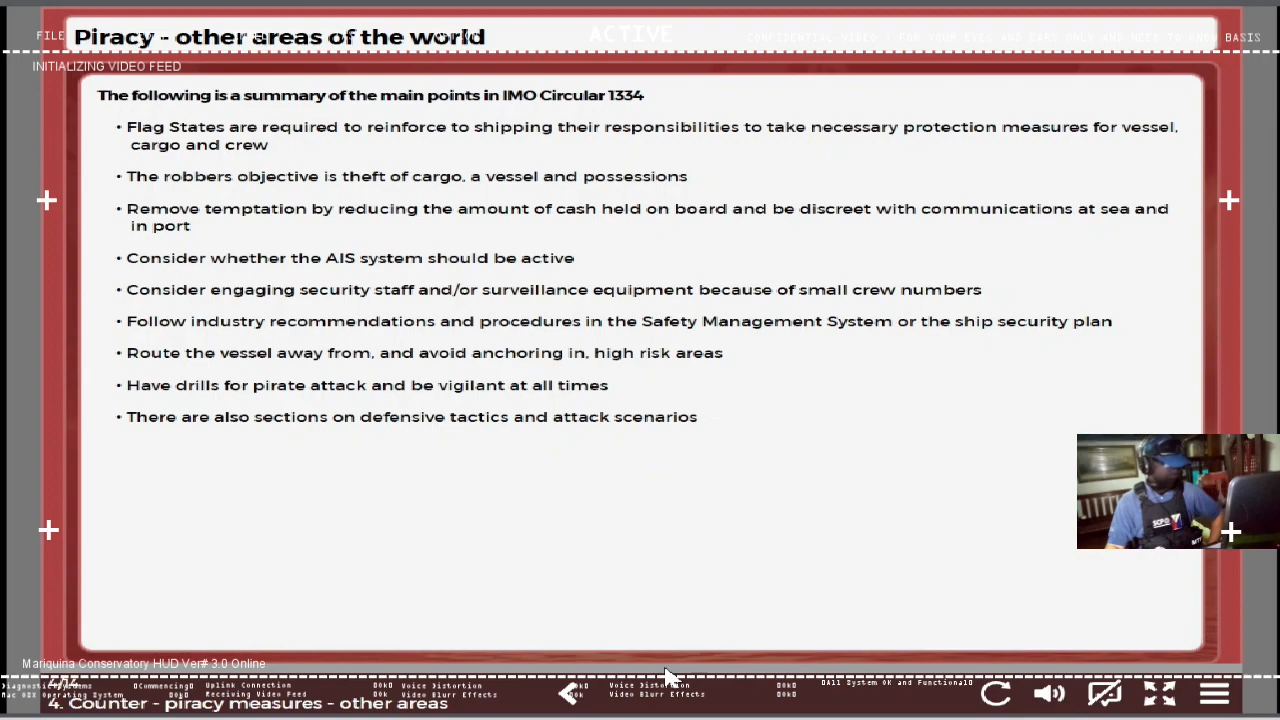 FILE
Piracy - other areas of the world
ACTIVE
CONFIDENTIAL VIDEO FOR YOUR EYES AND EARS ONLY AND NEED TO KNOW BASIS
INITIALIZING VIDEO FEED
The following is a summary of the main points in IMO Circular 1334
• Flag States are required to reinforce to shipping their responsibilities to take necessary protection measures for vessel,
cargo and crew
• The robbers objective is theft of cargo, a vessel and possessions
• Remove temptation by reducing the amount of cash held on board and be discreet with communications at sea and
in port
• Consider whether the AIS system should be active
• Consider engaging security staff and/or surveillance equipment because of small crew numbers
• Follow industry recommendations and procedures in the Safety Management System or the ship security plan
• Route the vessel away from, and avoid anchoring in, high risk areas
• Have drills for pirate attack and be vigilant at all times
• There are also sections on defensive tactics and attack scenarios
SCPO
Mariquina Conservatory HUD Ver# 3.0 Online
Uplink Connection
Receiving Video Feed
Voice Distortion
Video Blurr Effects
Voice Distortion
Video Blurr Effects
All System OK and Functional
4. Counter - piracy measures - other areas